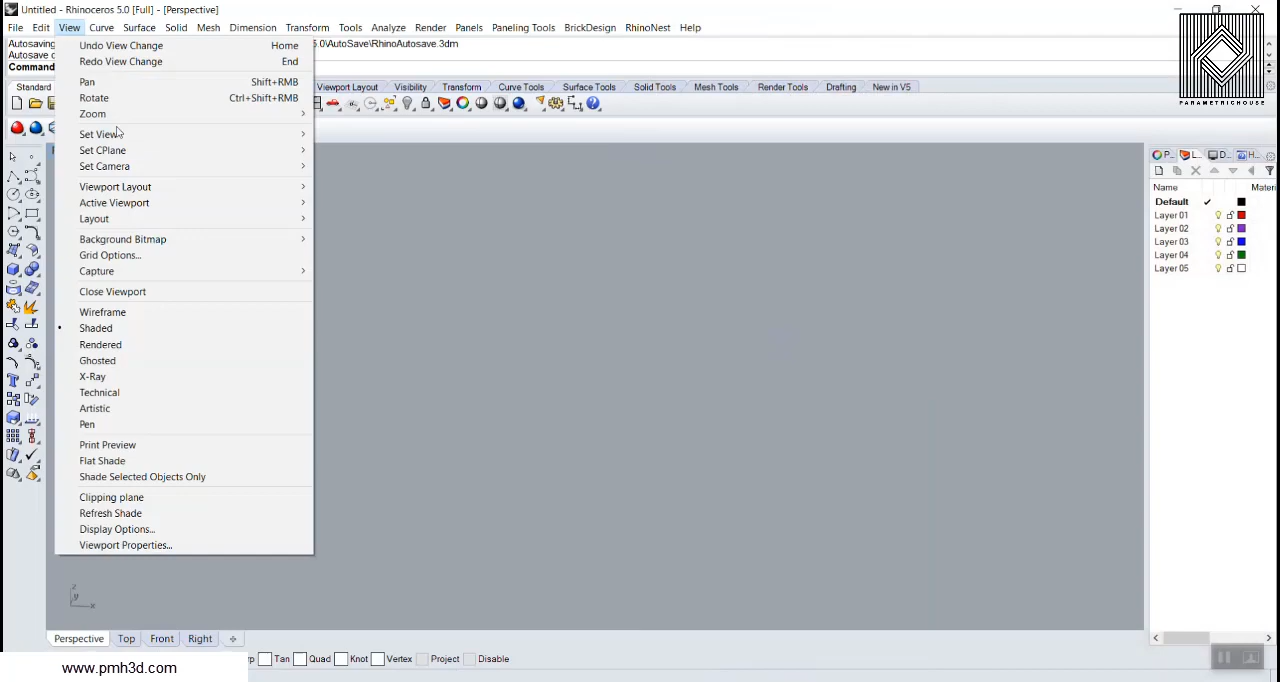 Untitled - Rhinoceros 5.0 [Full] - [Perspective]
File Edit View Curve Surface Solid Mesh Dimension Transform Tools Analyze Render Panels Paneling Tools BrickDesign RhinoNest Help
Autosaving 5.0\AutoSave\RhinoAutosave.3dm
Autosave
Command
Standard Viewport Layout Visibility Transform Curve Tools Surface Tools Solid Tools Mesh Tools Render Tools Drafting New in V5
PARAMETRICHOUSE
Undo View Change Home
Redo View Change End
Pan Shift+RMB
Rotate Ctrl+Shift+RMB
Zoom
Set View
Set CPlane
Set Camera
Viewport Layout
Active Viewport
Layout
Background Bitmap
Grid Options...
Capture
Close Viewport
Wireframe
Shaded
Rendered
Ghosted
X-Ray
Technical
Artistic
Pen
Print Preview
Flat Shade
Shade Selected Objects Only
Clipping plane
Refresh Shade
Display Options...
Viewport Properties...
P... L... D... H...
Name Materi
Default
Layer 01
Layer 02
Layer 03
Layer 04
Layer 05
z
y
x
Perspective Top Front Right
Tan Quad Knot Vertex Project Disable
www.pmh3d.com